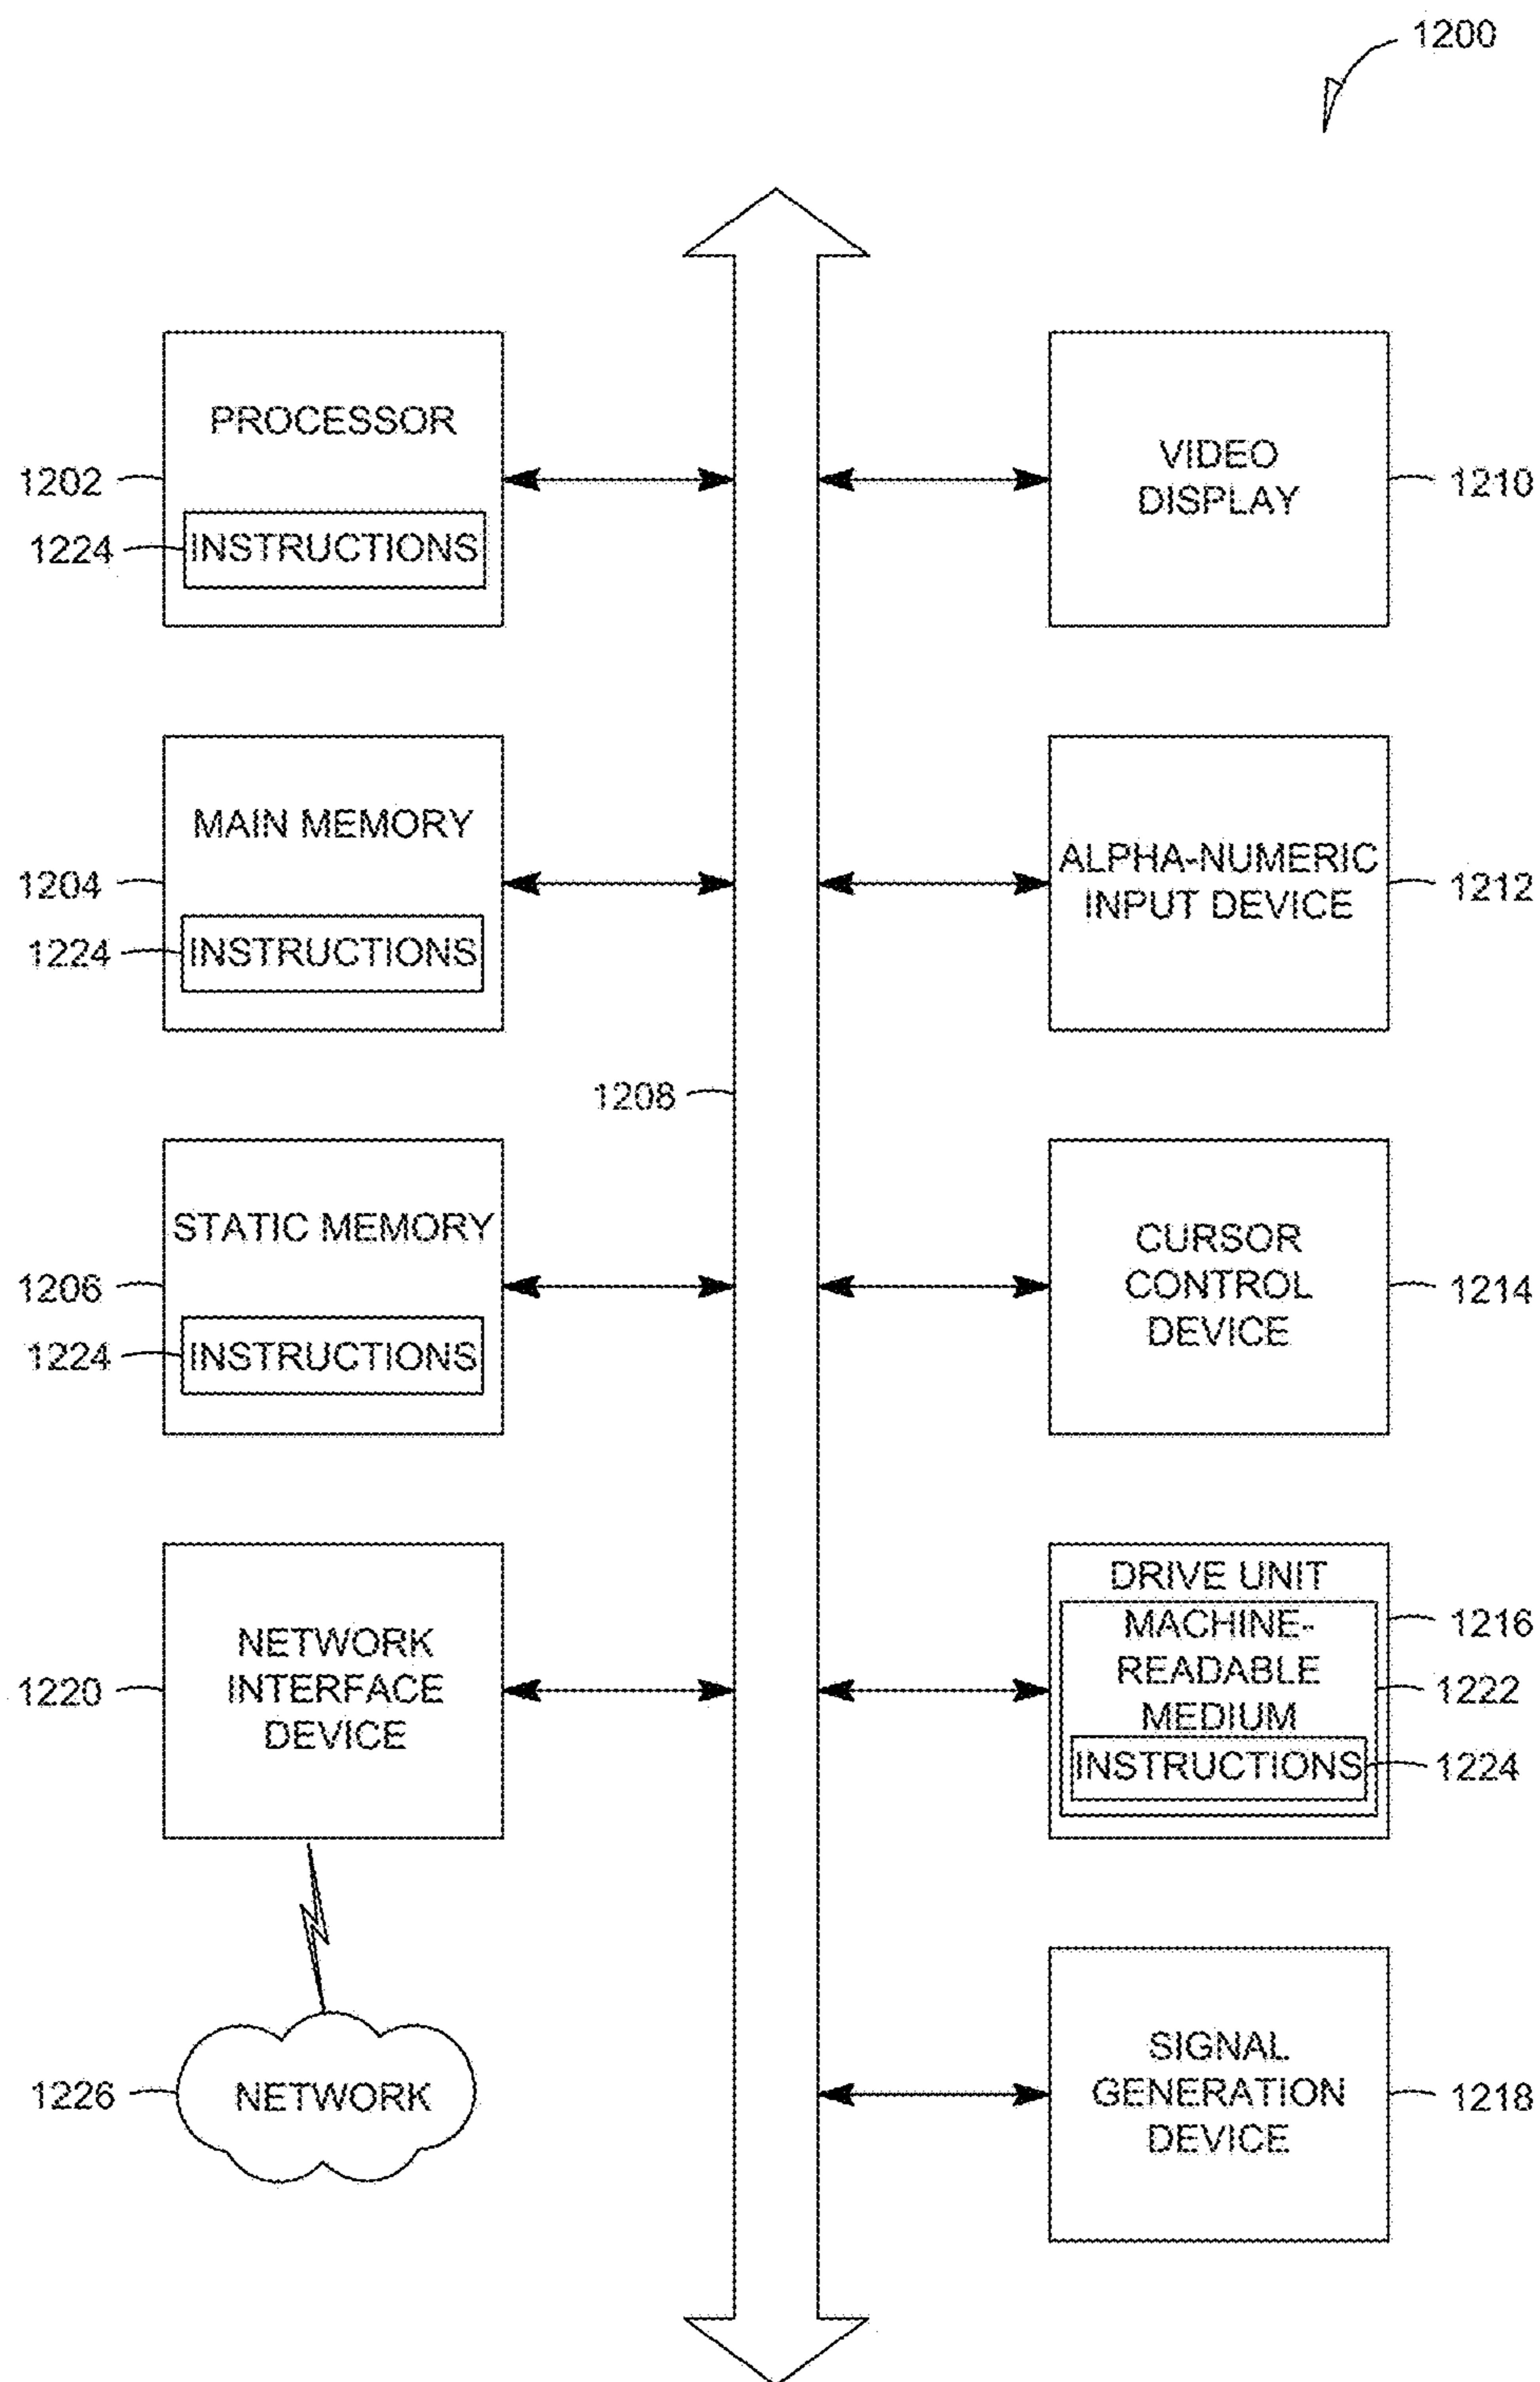 1200
PROCESSOR
1202
1224
INSTRUCTIONS
VIDEO
DISPLAY
1210
MAIN MEMORY
1204
1224
INSTRUCTIONS
ALPHA-NUMERIC
INPUT DEVICE
1212
1208
STATIC MEMORY
1206
1224
INSTRUCTIONS
CURSOR
CONTROL
DEVICE
1214
NETWORK
INTERFACE
DEVICE
1220
DRIVE UNIT
1216
MACHINE-
READABLE
MEDIUM
1222
INSTRUCTIONS
1224
1226
NETWORK
SIGNAL
GENERATION
DEVICE
1218